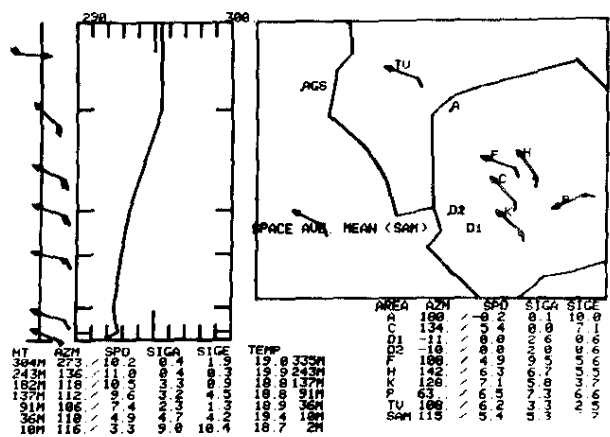 290 300
TV
AGS
A
F H
C
K
P
D2
D1
SPACE AVG. MEAN (SAM)
AREA AZM SPD SIGA SIGE
A 180 / -0.2 0.1 10.0
C 134 / 5.4 0.0 7.1
D1 -11 / 0.0 2.6 0.6
D2 -10 / 0.0 2.0 0.6
F 108 / 4.9 9.5 5.6
H 142 / 6.3 6.7 5.5
K 128 / 7.1 5.8 3.7
P 63 / 6.5 7.3 6.6
TV 108 / 6.2 3.3 2.5
SAM 115 / 5.4 5.3 .7
HT AZM SPD SIGA SIGE TEMP
304M 273 / 10.2 0.4 1.9 19.0 335M
243M 136 / 11.0 0.4 0.3 19.9 243M
182M 118 / 10.5 3.3 0.9 18.8 137M
137M 112 / 9.6 3.2 4.5 18.8 91M
91M 106 / 7.4 2.3 1.2 18.9 36M
36M 110 / 4.9 4.7 4.2 19.4 10M
10M 116 / 3.3 9.0 10.4 18.7 2M